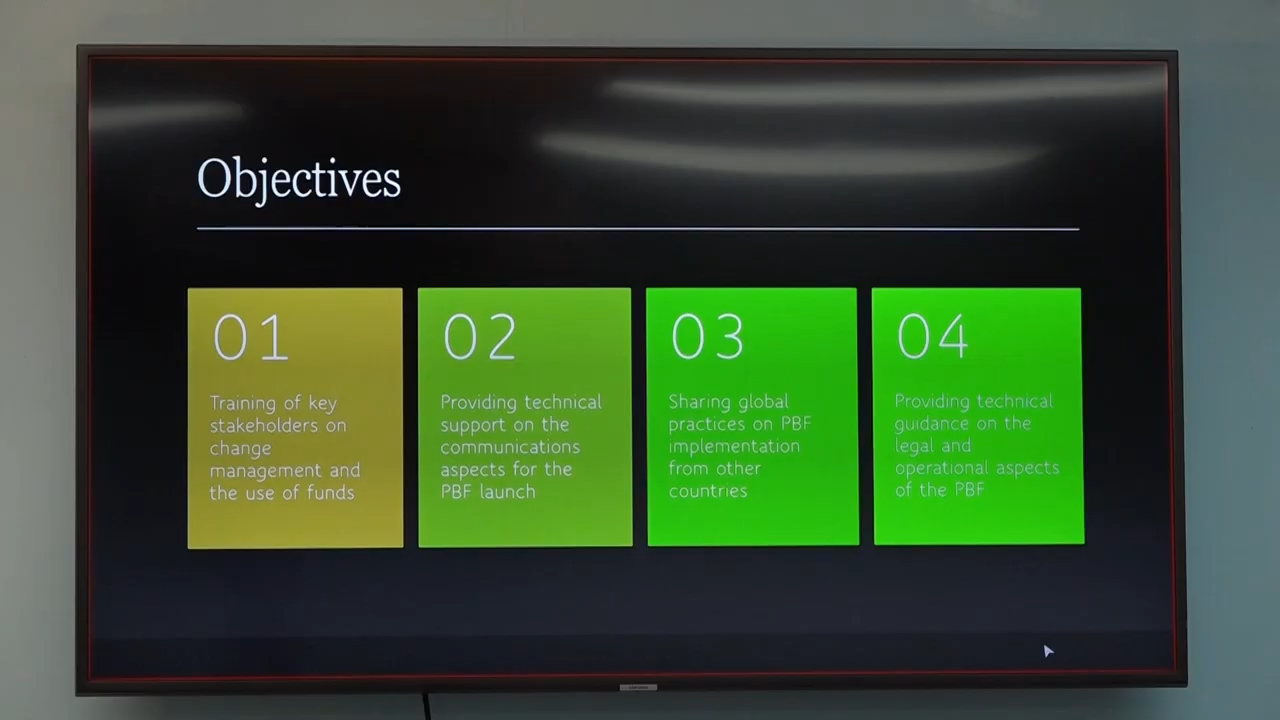 Objectives
01
Training of key
stakeholders on
change
management and
the use of funds
02
Providing technical
support on the
communications
aspects for the
PBF launch
03
Sharing global
practices on PBF
implementation
from other
countries
04
Providing technical
guidance on the
legal and
operational aspects
of the PBF